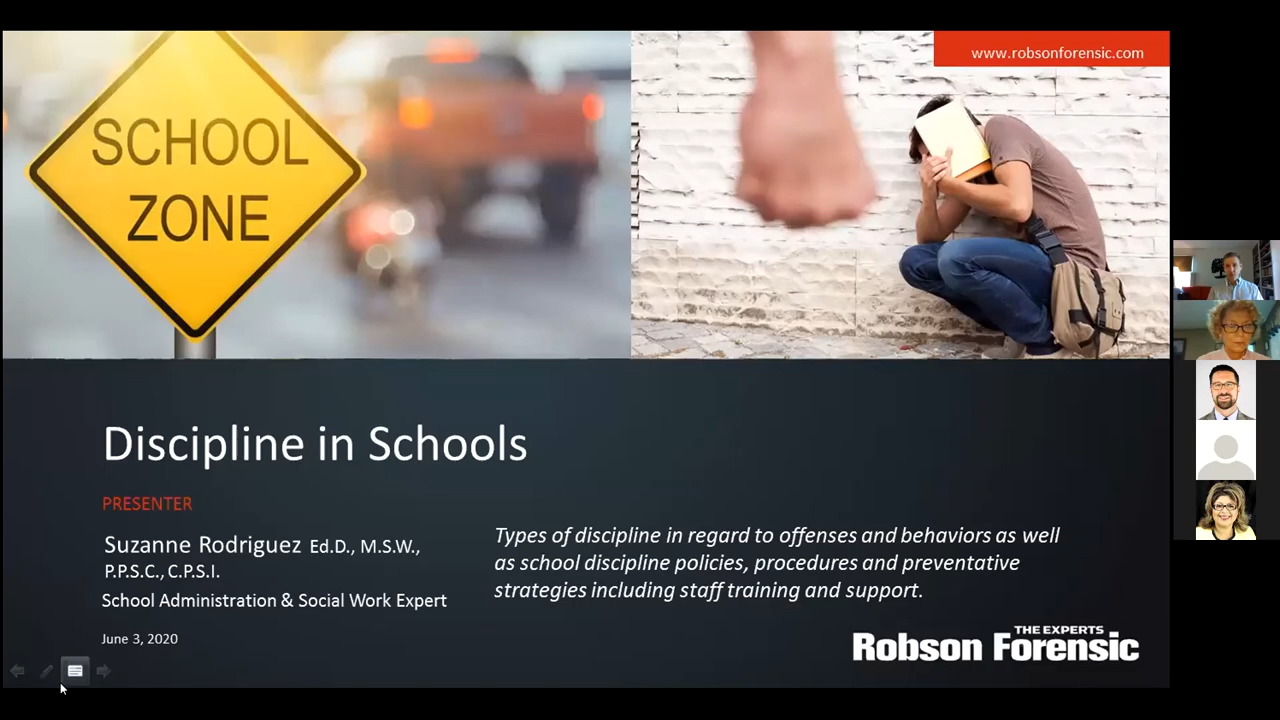 www.robsonforensic.com
SCHOOL
ZONE
Discipline in Schools
PRESENTER
Suzanne Rodriguez Ed.D., M.S.W.,
P.P.S.C., C.P.S.I.
School Administration & Social Work Expert
June 3, 2020
Types of discipline in regard to offenses and behaviors as well
as school discipline policies, procedures and preventative
strategies including staff training and support.
THE EXPERTS
Robson Forensic